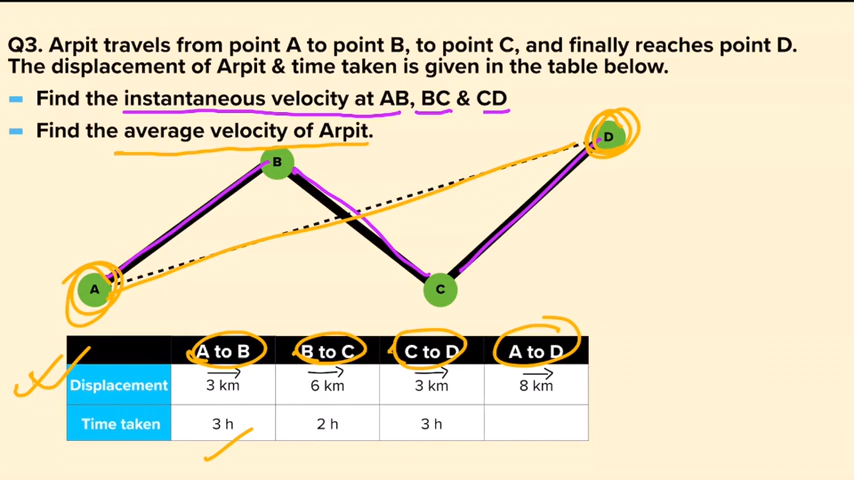 Q3. Arpit travels from point A to point B, to point C, and finally reaches point D.
The displacement of Arpit & time taken is given in the table below.
Find the instantaneous velocity at AB, BC & CD
Find the average velocity of Arpit.
D
B
A
C
A to B B to C C to D A to D
Displacement 3 km 6 km 3 km 8 km
Time taken 3 h 2 h 3 h